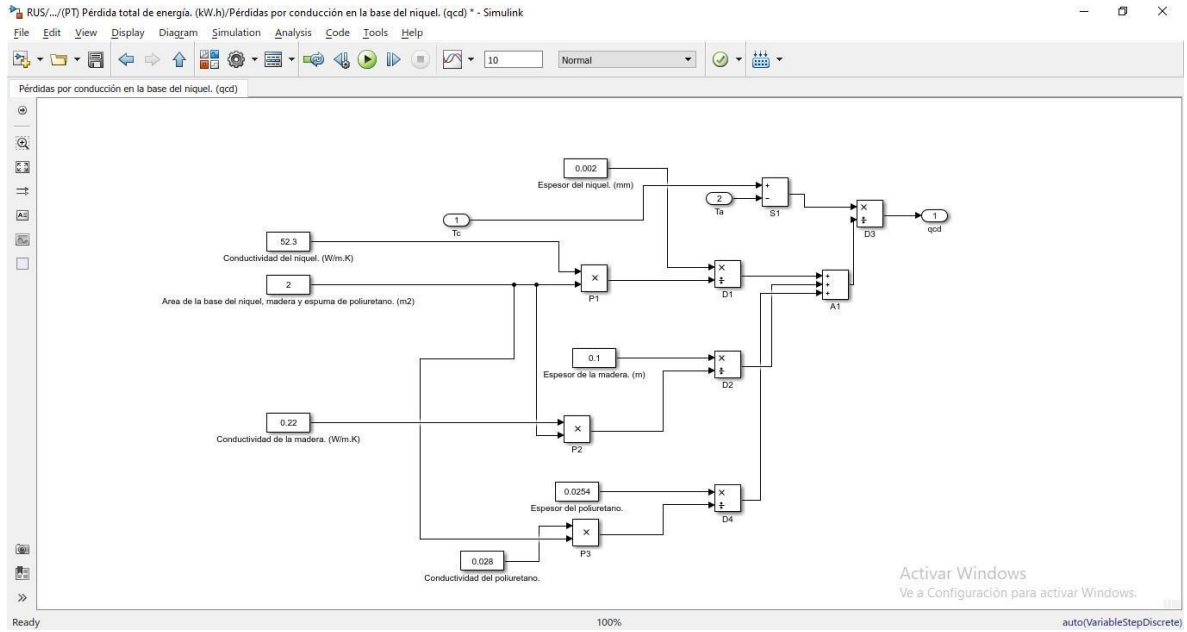 RUS/.../(PT) Pérdida total de energía. (kW.h)/Pérdidas por conducción en la base del niquel. (qcd) * - Simulink
File Edit View Display Diagram Simulation Analysis Code Tools Help
10 Normal
Pérdidas por conducción en la base del niquel. (qcd)
0.002
Espesor del niquel. (mm)
2
Ta
+
−
S1
×
÷
D3
1
qcd
1
Tc
52.3
Conductividad del niquel. (W/m.K)
2
Area de la base del niquel, madera y espuma de poliuretano. (m2)
×
P1
×
÷
D1
+
+
+
A1
0.1
Espesor de la madera. (m)
×
÷
D2
0.22
Conductividad de la madera. (W/m.K)
×
P2
0.0254
Espesor del poliuretano.
×
÷
D4
×
P3
0.028
Conductividad del poliuretano.
Activar Windows
Ve a Configuración para activar Windows.
Ready 100% auto(VariableStepDiscrete)